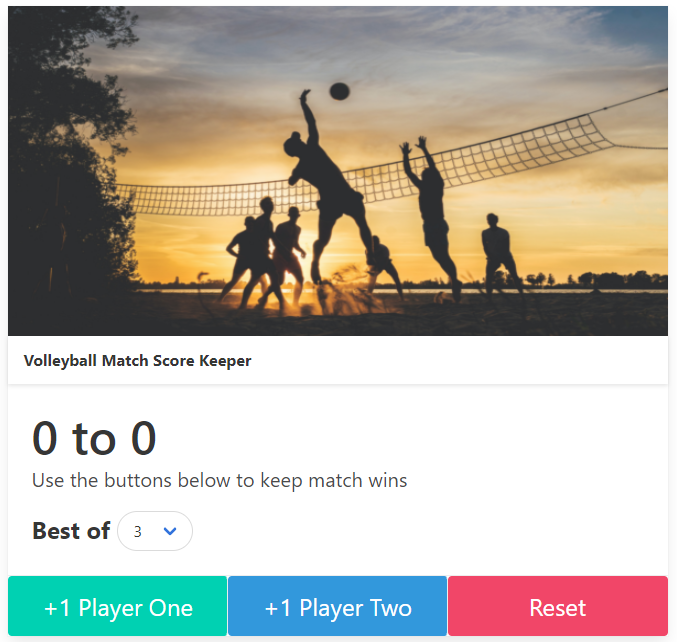 Volleyball Match Score Keeper
0 to 0
Use the buttons below to keep match wins
Best of 3
+1 Player One +1 Player Two Reset